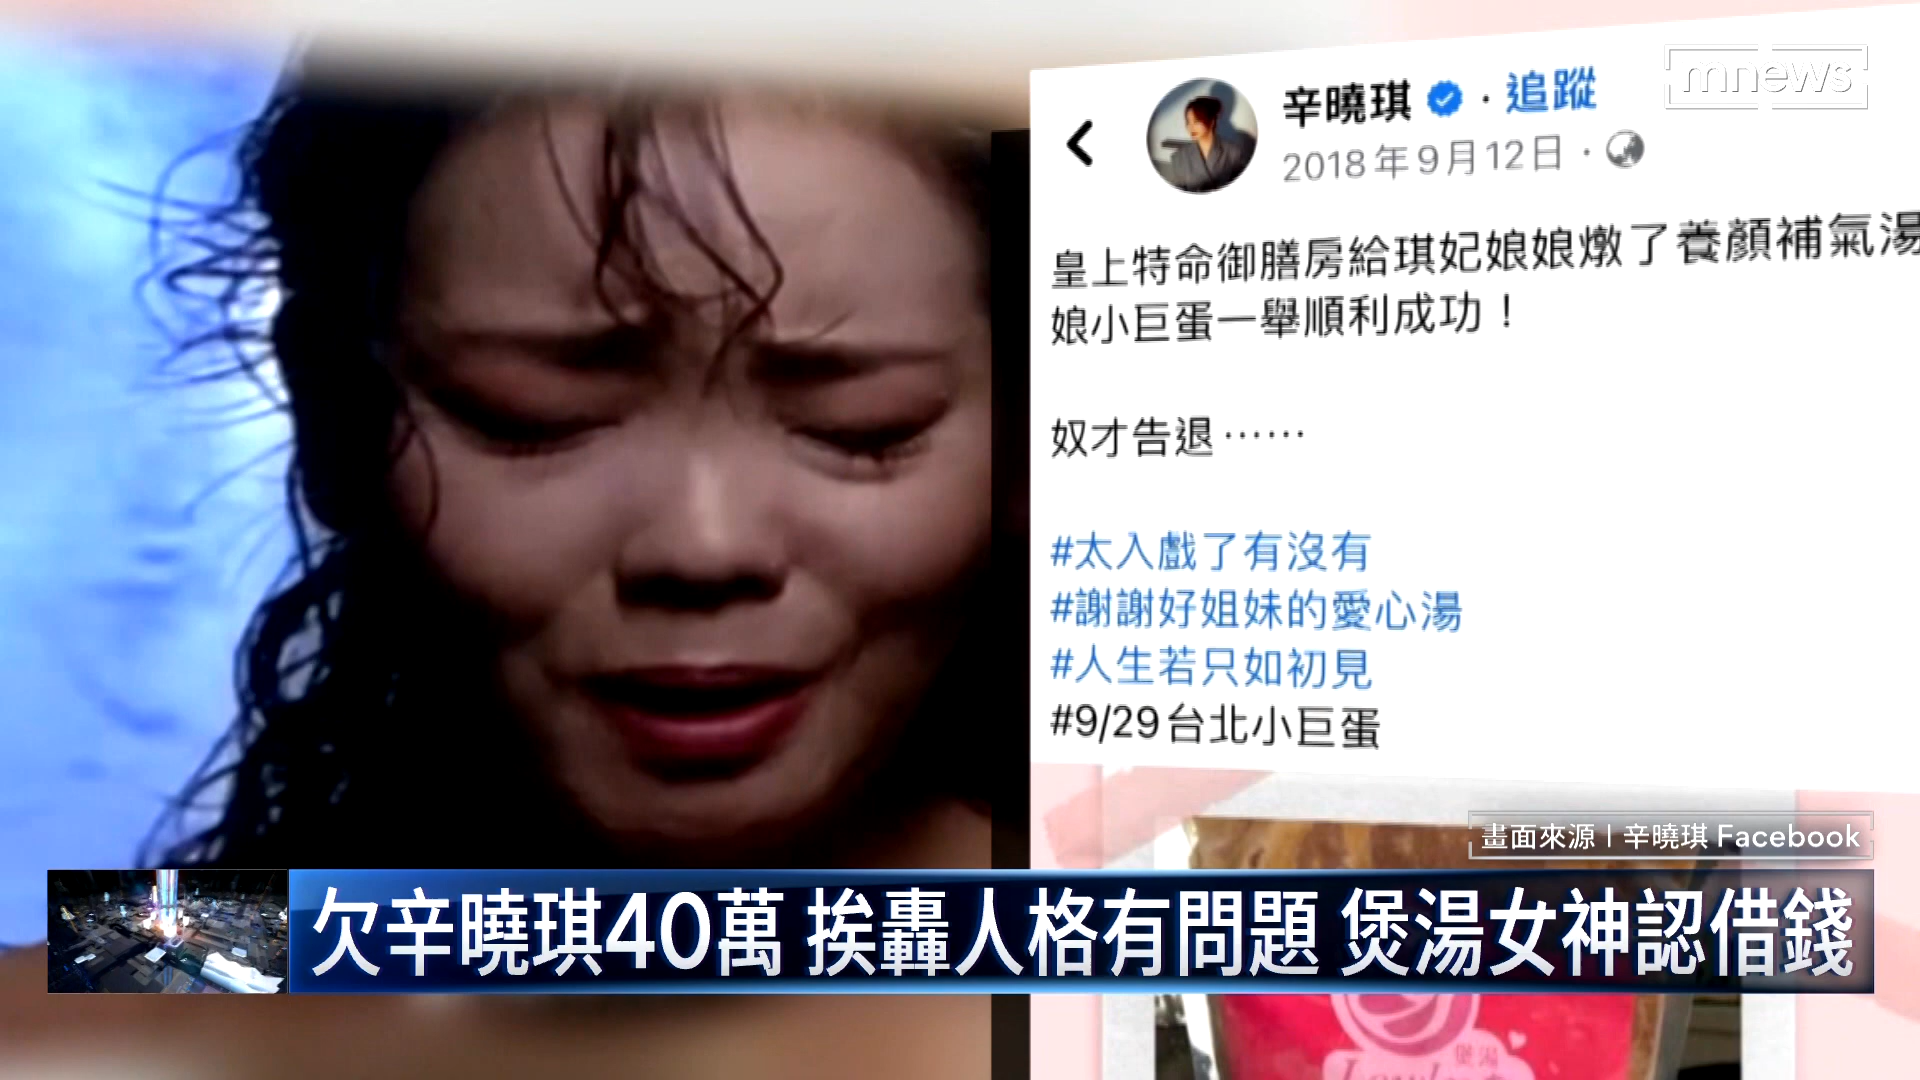 mnews
辛曉琪 · 追蹤
2018年9月12日 ·
皇上特命御膳房給琪妃娘娘燉了養顏補氣湯
娘小巨蛋一舉順利成功！
奴才告退……
#太入戲了有沒有
#謝謝好姐妹的愛心湯
#人生若只如初見
#9/29台北小巨蛋
畫面來源|辛曉琪 Facebook
欠辛曉琪40萬 挨轟人格有問題 煲湯女神認借錢
煲湯